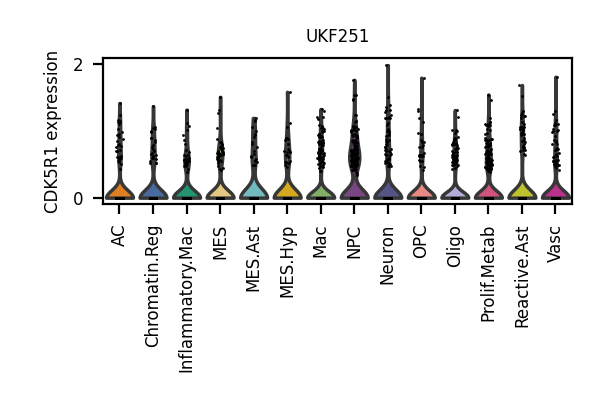 UKF251
CDK5R1 expression
2
0
AC
Chromatin.Reg
Inflammatory.Mac
MES
MES.Ast
MES.Hyp
Mac
NPC
Neuron
OPC
Oligo
Prolif.Metab
Reactive.Ast
Vasc